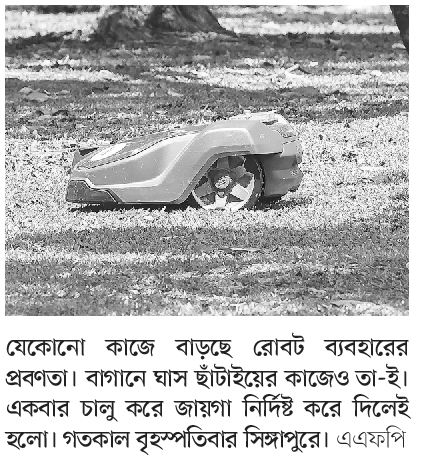 যেকোনো কাজে বাড়ছে রোবট ব্যবহারের
প্রবণতা। বাগানে ঘাস ছাঁটাইয়ের কাজেও তা-ই।
একবার চালু করে জায়গা নির্দিষ্ট করে দিলেই
হলো। গতকাল বৃহস্পতিবার সিঙ্গাপুরে। এএফপি